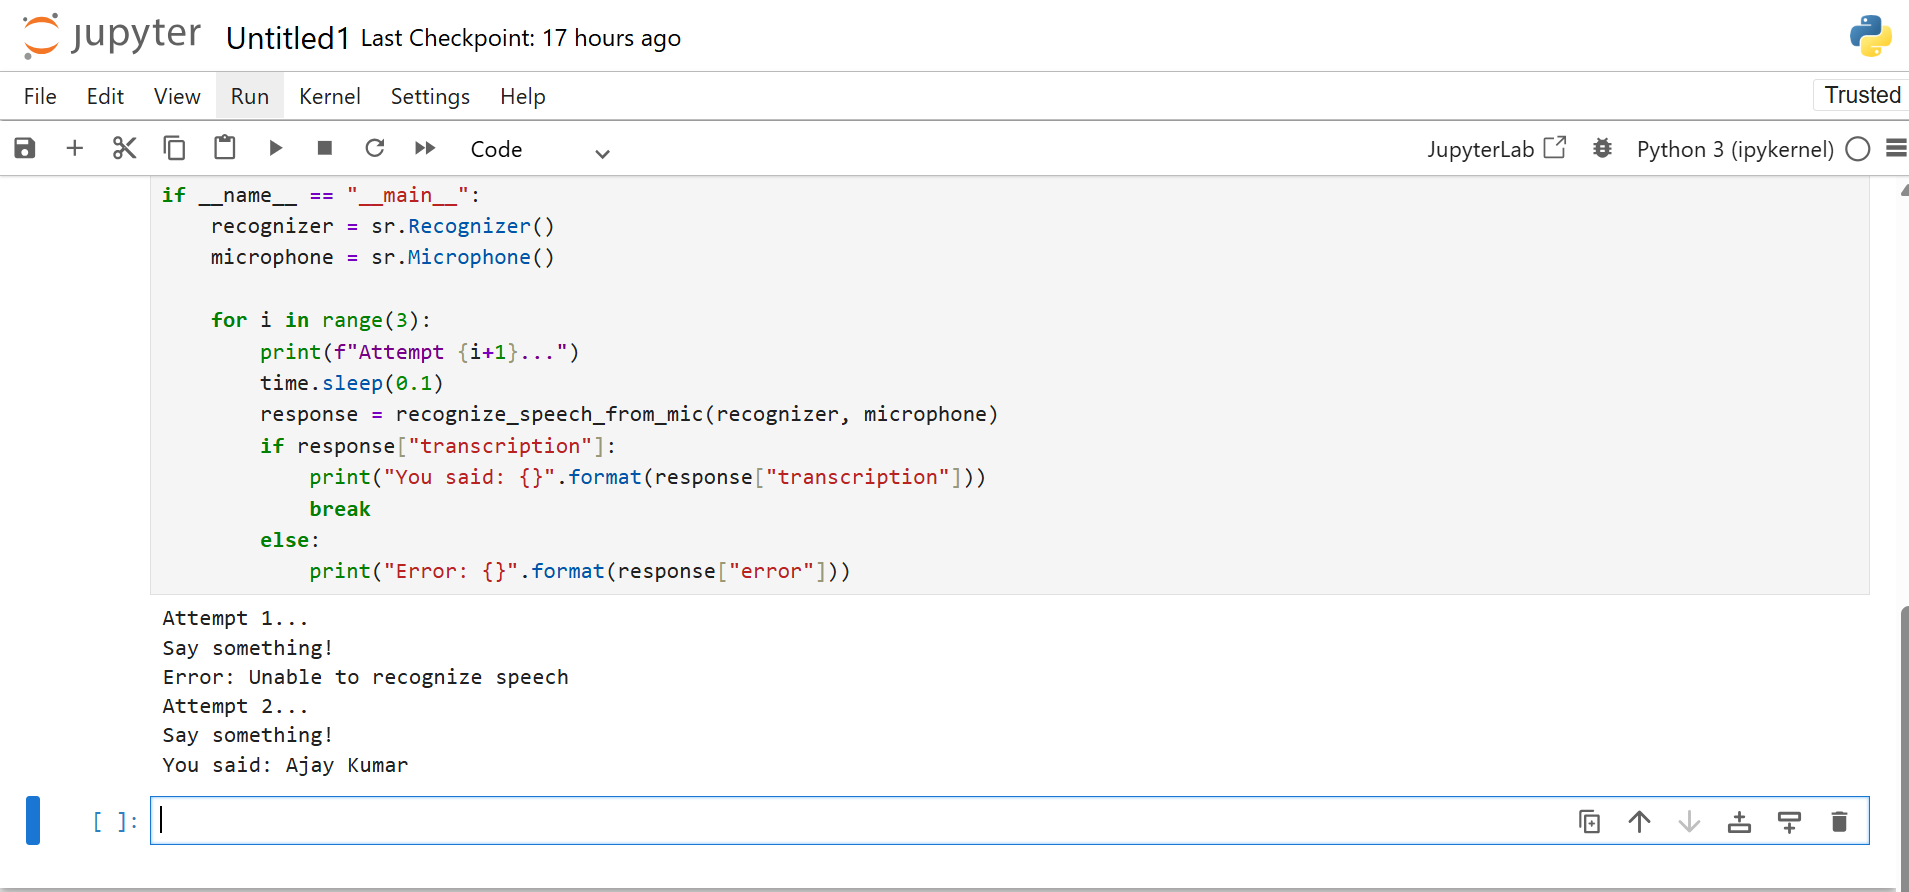 jupyter Untitled1 Last Checkpoint: 17 hours ago
File Edit View Run Kernel Settings Help Trusted
Code JupyterLab Python 3 (ipykernel)
if __name__ == "__main__":
    recognizer = sr.Recognizer()
    microphone = sr.Microphone()

    for i in range(3):
        print(f"Attempt {i+1}...")
        time.sleep(0.1)
        response = recognize_speech_from_mic(recognizer, microphone)
        if response["transcription"]:
            print("You said: {}".format(response["transcription"]))
            break
        else:
            print("Error: {}".format(response["error"]))
Attempt 1...
Say something!
Error: Unable to recognize speech
Attempt 2...
Say something!
You said: Ajay Kumar
[ ]: